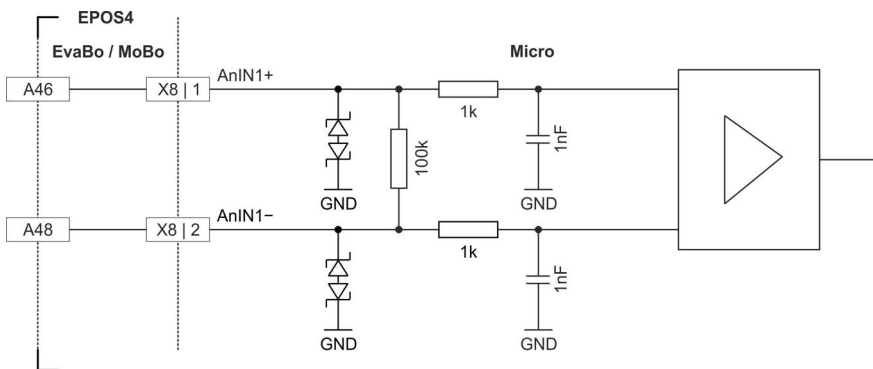 EPOS4
EvaBo / MoBo
Micro
A46
X8 | 1
AnIN1+
1k
100k
1nF
GND
GND
A48
X8 | 2
AnIN1−
1k
1nF
GND
GND